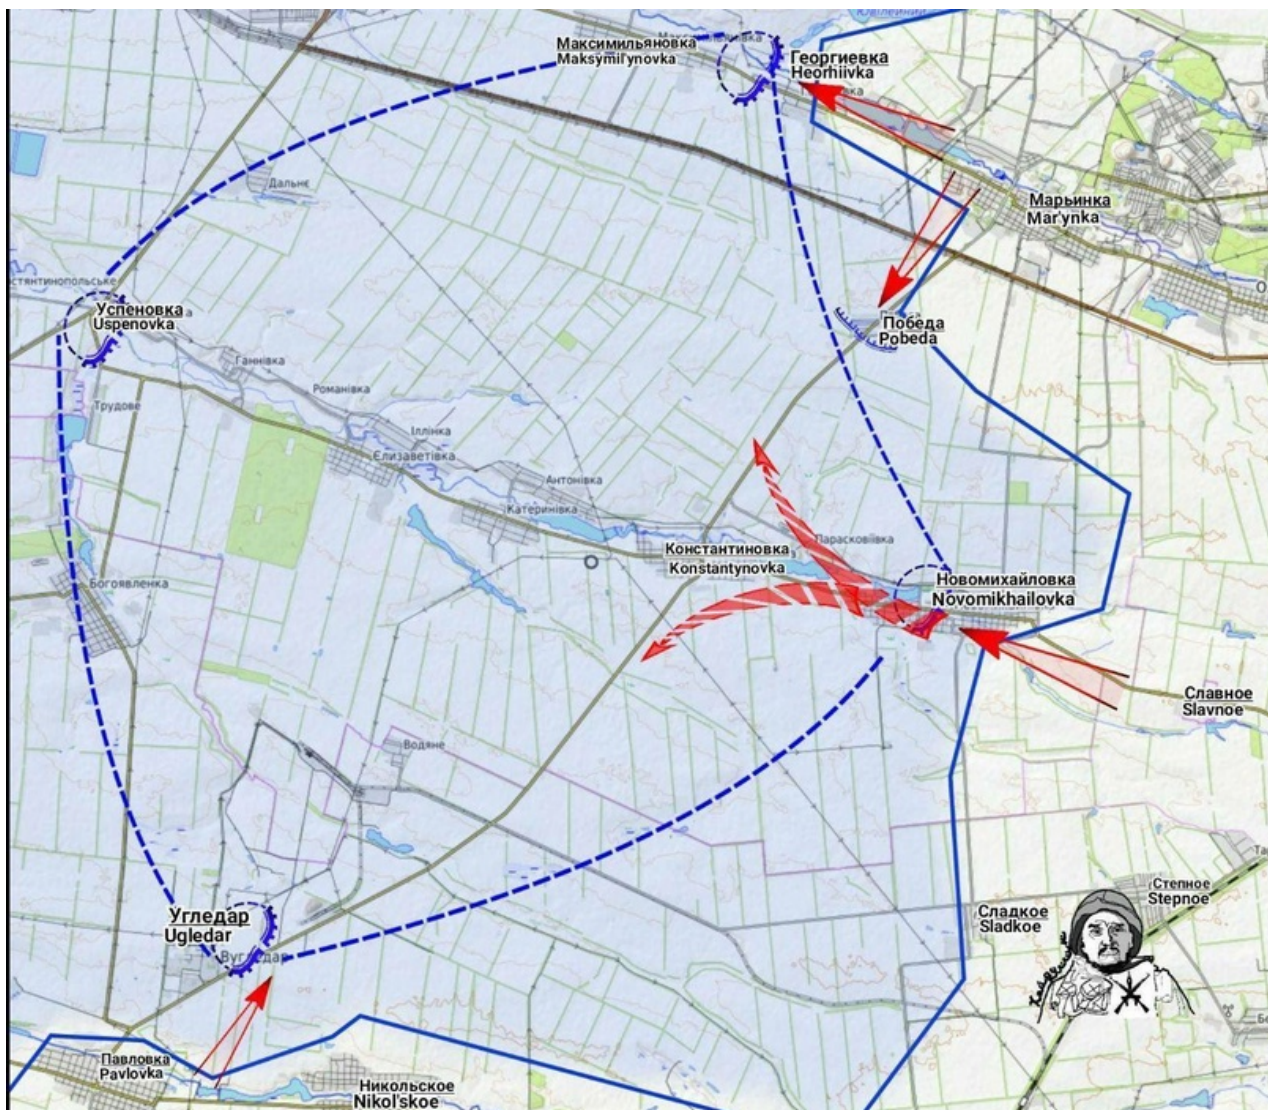 Ювілейний
Максимильяновка
Maksymil'ynovka
Георгиевка
Heorhiivka
Дальнє
Марьинка
Mar'ynka
Успеновка
Uspenovka
Победа
Pobeda
Ганнівка
Романівка
Трудове
Іллінка
Єлизаветівка
Антонівка
Катеринівка
Парасковіївка
Константиновка
Konstantynovka
Богоявленка
Новомихайловка
Novomikhailovka
Славное
Slavnoe
Водяне
Степное
Stepnoe
Сладкое
Sladkoe
Угледар
Ugledar
Вугледар
Павловка
Pavlovka
Никольское
Nikol'skoe